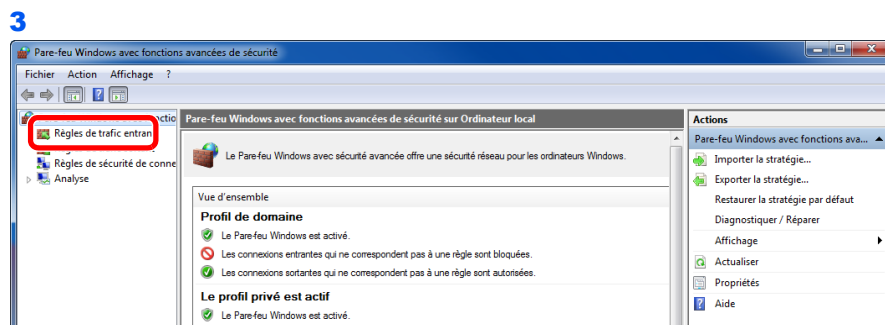 3
Pare-feu Windows avec fonctions avancées de sécurité
Fichier Action Affichage ?
Règles de trafic entran
Règles de sécurité de conne
Analyse
Pare-feu Windows avec fonctions avancées de sécurité sur Ordinateur local
Le Pare-feu Windows avec sécurité avancée offre une sécurité réseau pour les ordinateurs Windows.
Vue d'ensemble
Profil de domaine
Le Pare-feu Windows est activé.
Les connexions entrantes qui ne correspondent pas à une règle sont bloquées.
Les connexions sortantes qui ne correspondent pas à une règle sont autorisées.
Le profil privé est actif
Le Pare-feu Windows est activé.
Actions
Pare-feu Windows avec fonctions ava...
Importer la stratégie...
Exporter la stratégie...
Restaurer la stratégie par défaut
Diagnostiquer / Réparer
Affichage
Actualiser
Propriétés
Aide